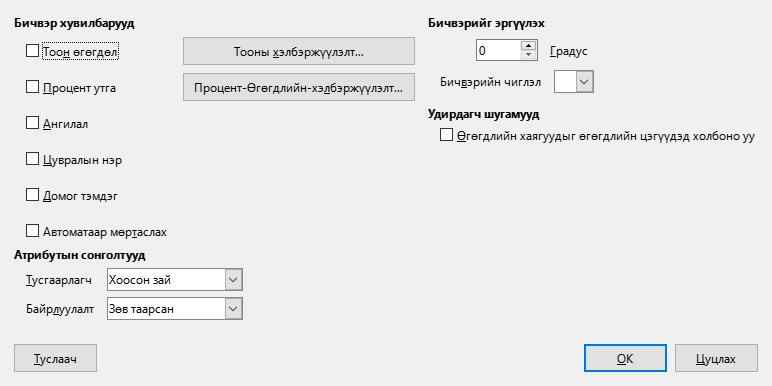 Бичвэр хувилбарууд
Тоон өгөгдөл
Тооны хэлбэржүүлэлт...
Процент утга
Процент-Өгөгдлийн-хэлбэржүүлэлт...
Ангилал
Цувралын нэр
Домог тэмдэг
Автоматаар мөртаслах
Атрибутын сонголтууд
Тусгаарлагч
Хоосон зай
Байрлуулалт
Зөв таарсан
Бичвэрийг эргүүлэх
0
Градус
Бичвэрийн чиглэл
Удирдагч шугамууд
Өгөгдлийн хаягуудыг өгөгдлийн цэгүүдэд холбоно уу
Туслаач
OK
Цуцлах